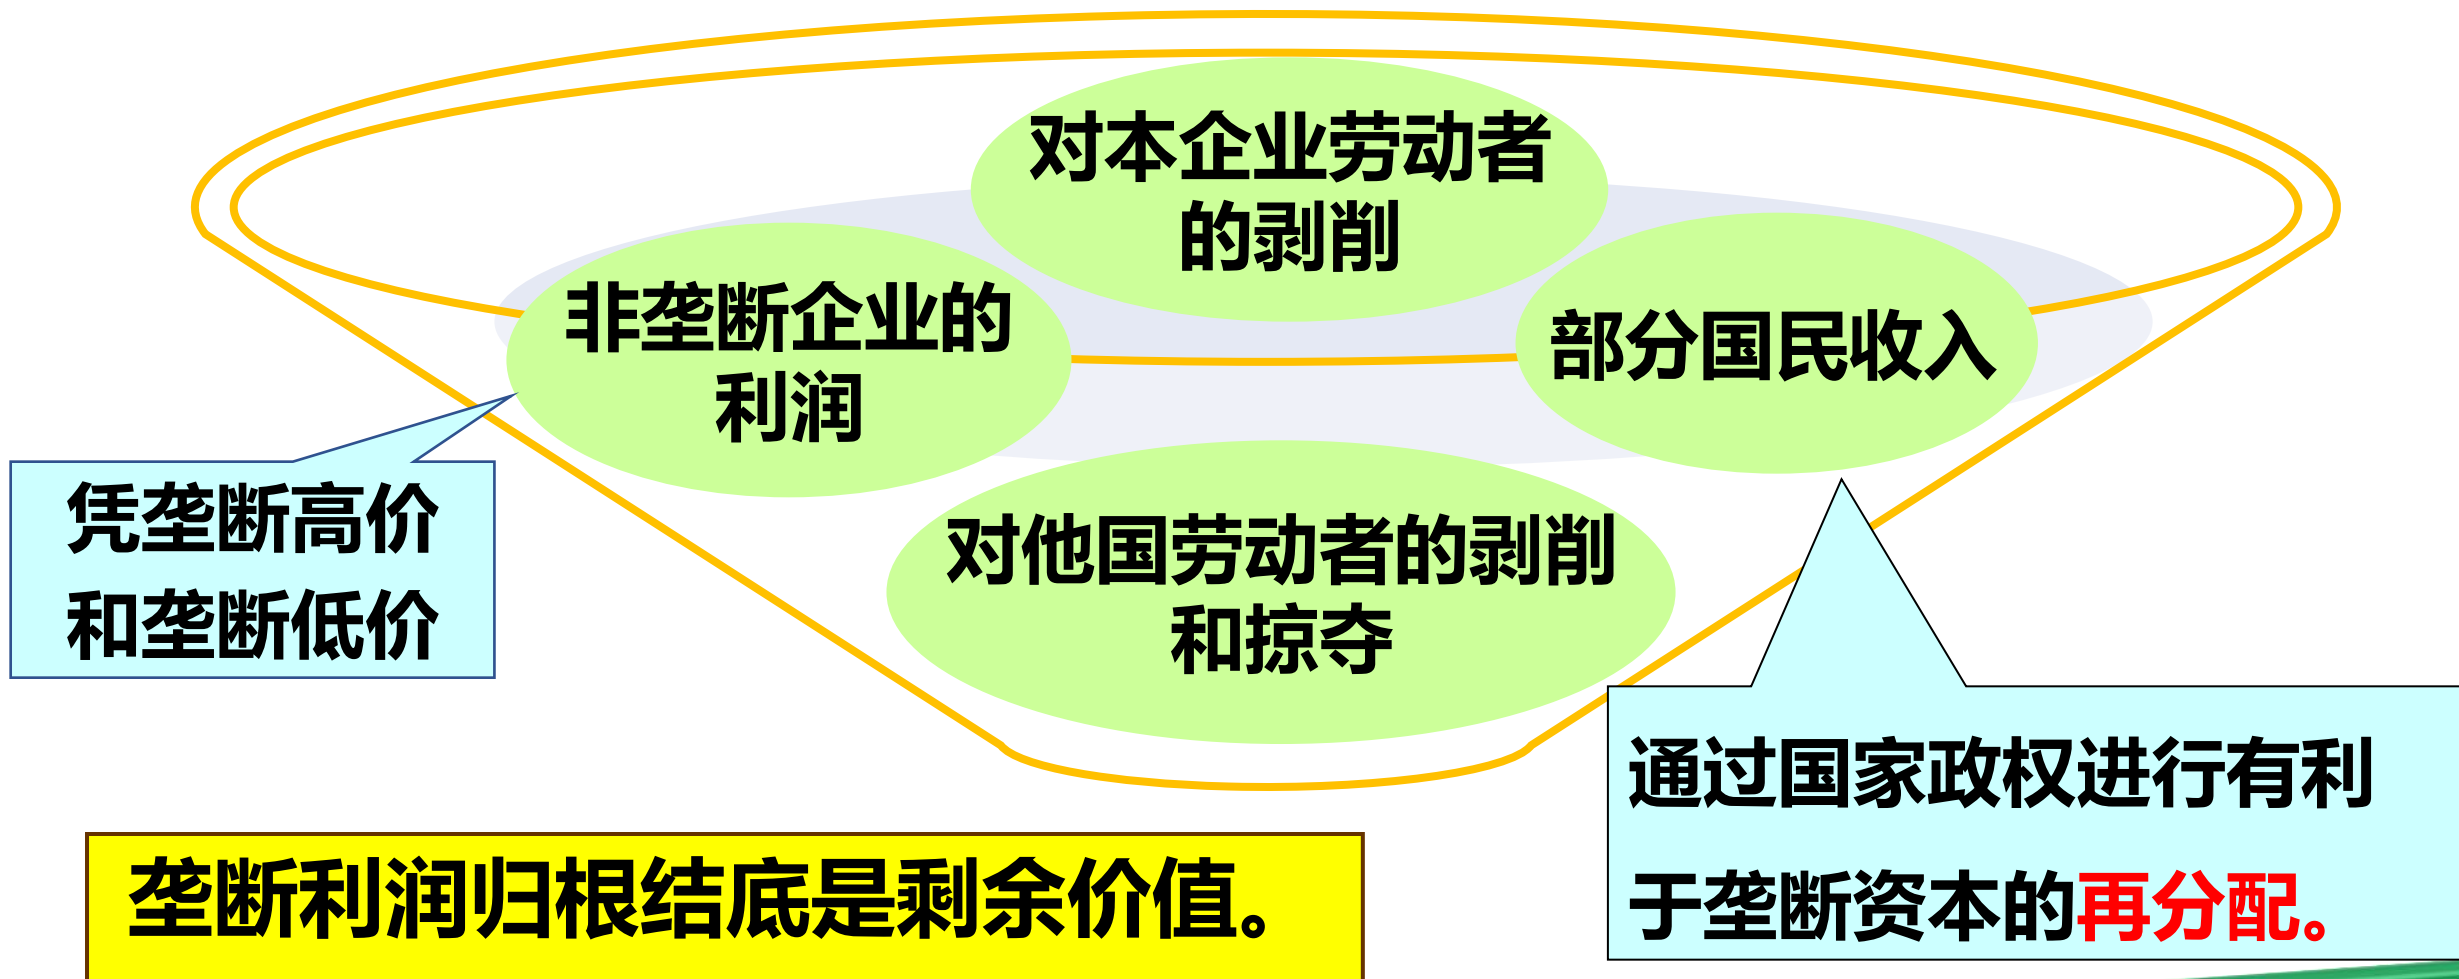 对本企业劳动者
的剥削
非垄断企业的
利润
部分国民收入
对他国劳动者的剥削
和掠夺
凭垄断高价
和垄断低价
通过国家政权进行有利
于垄断资本的再分配。
垄断利润归根结底是剩余价值。